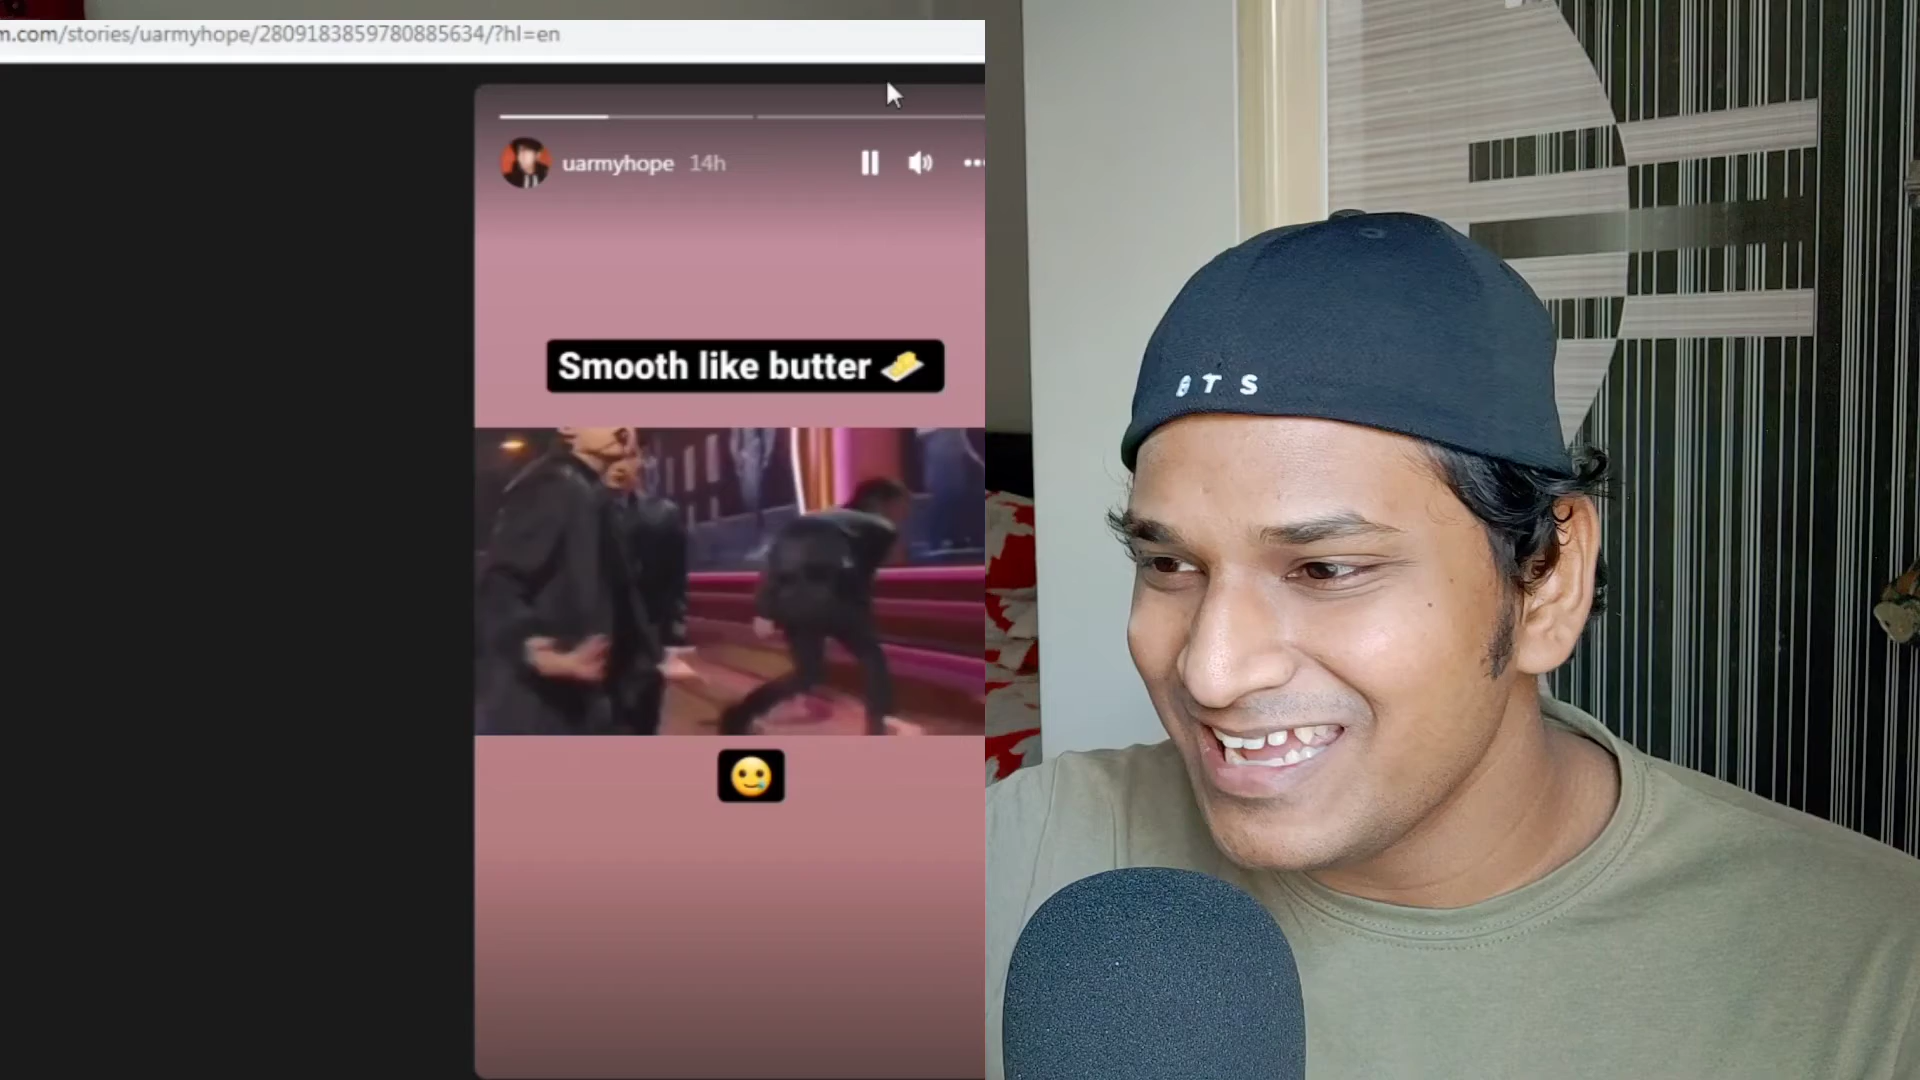 m.com/stories/uarmyhope/2809183859780885634/?hl=en
uarmyhope 14h
Smooth like butter 🧈
🥲
BTS